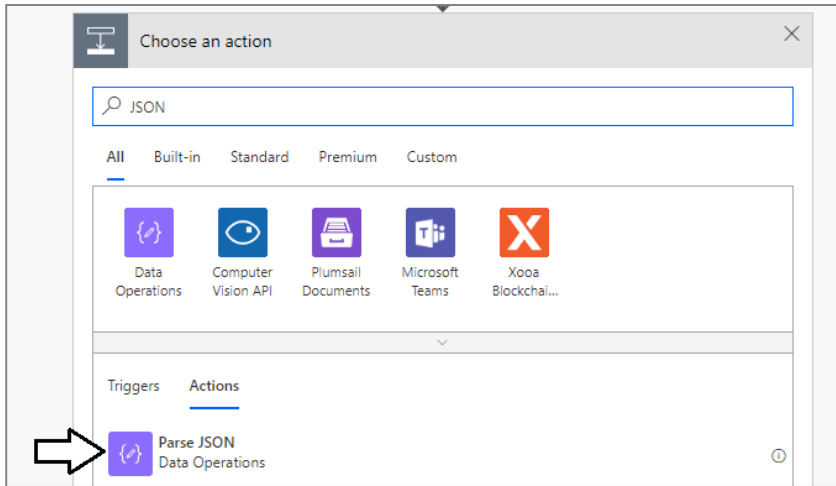 Choose an action
JSON
All Built-in Standard Premium Custom
Data Operations
Computer Vision API
Plumsail Documents
Microsoft Teams
Xooa Blockchai...
Triggers Actions
Parse JSON
Data Operations